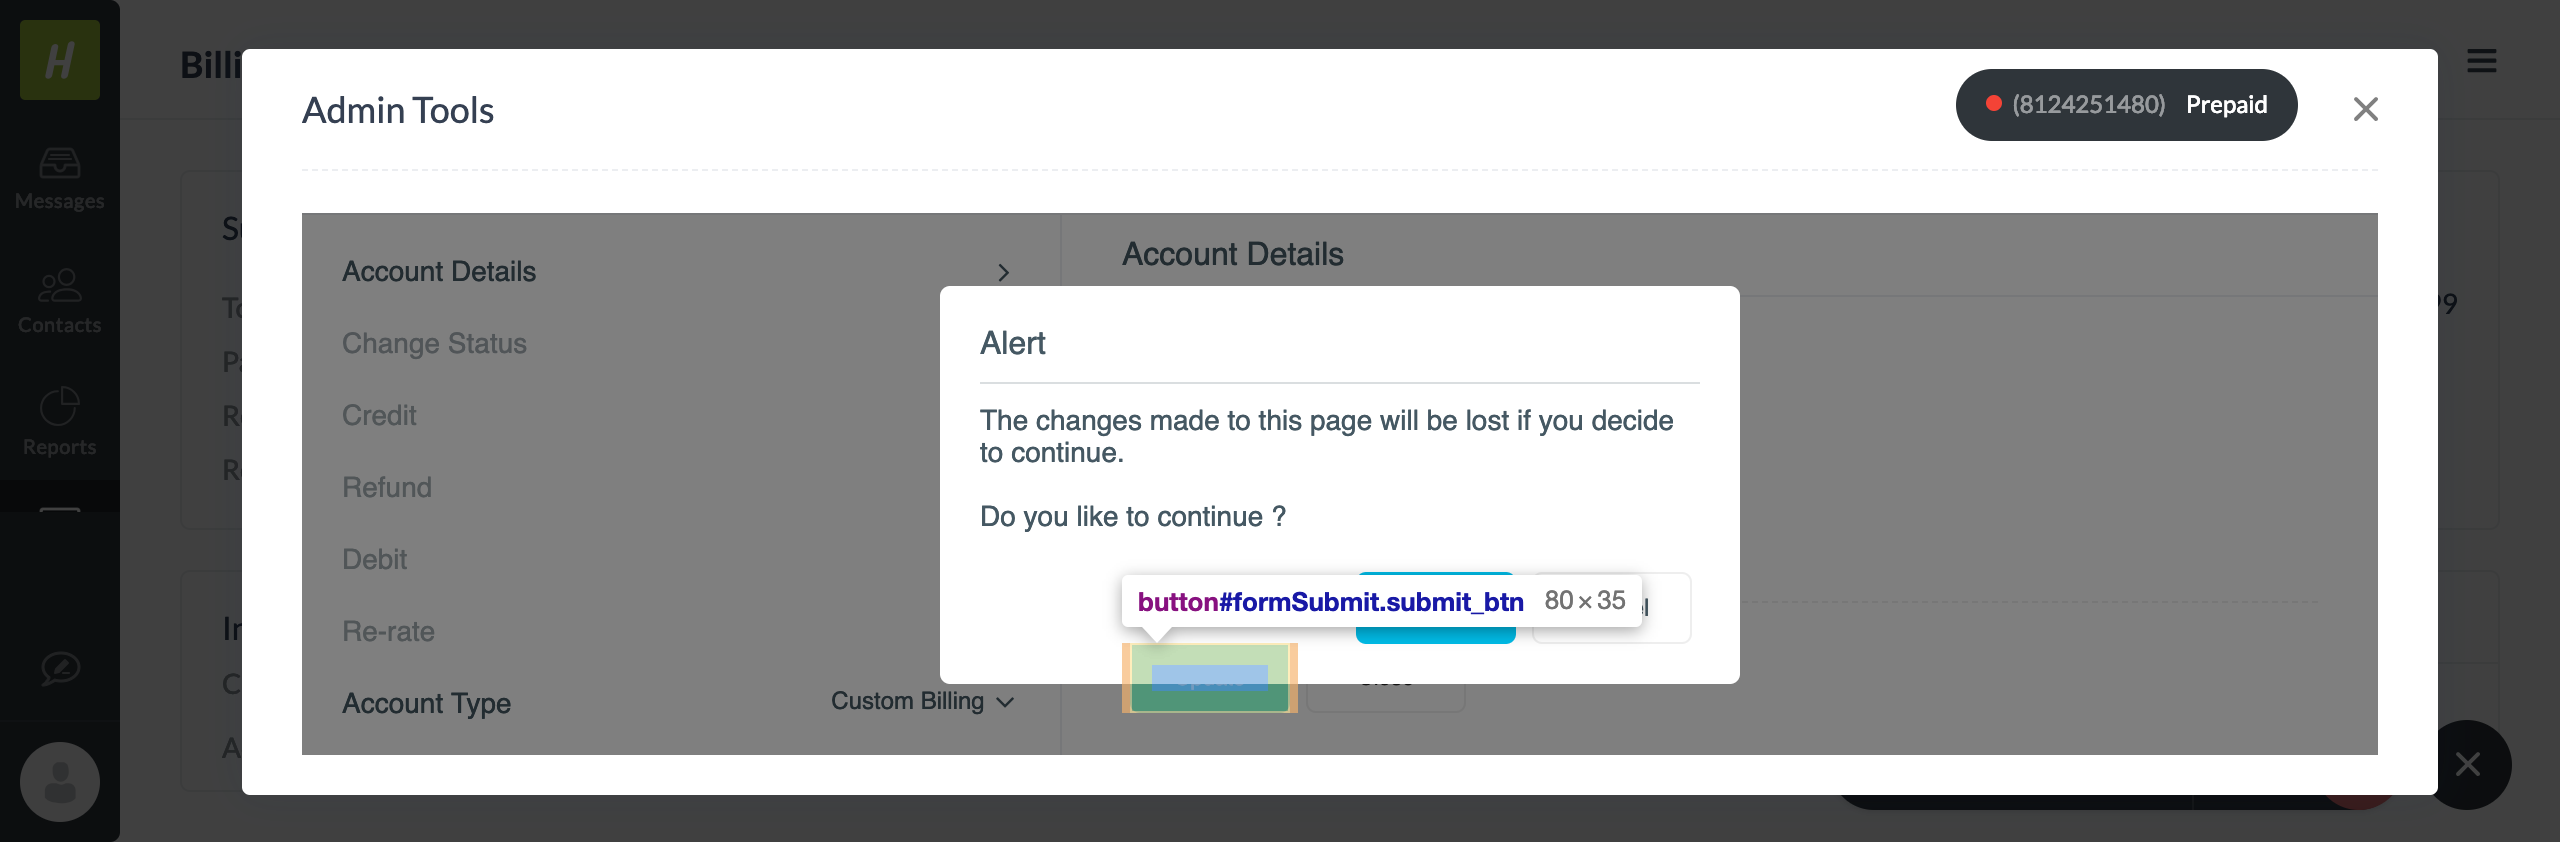 H
Billi
Messages
Contacts
Reports
Admin Tools
(8124251480) Prepaid
Account Details
Change Status
Credit
Refund
Debit
Re-rate
Account Type
Custom Billing
Account Details
Alert
The changes made to this page will be lost if you decide
to continue.
Do you like to continue ?
button#formSubmit.submit_btn 80 × 35